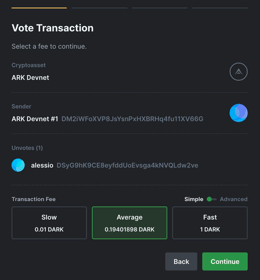 Vote Transaction
Select a fee to continue.
Cryptoasset
ARK Devnet
Sender
ARK Devnet #1 DM2iWFoXVP8JsYsnPxHXBRHq4fu11XV66G
Unvotes (1)
alessio DSyG9hK9CE8eyfddUoEvsga4kNVQLdw2ve
Transaction Fee Simple Advanced
Slow Average Fast
0.01 DARK 0.19401898 DARK 1 DARK
Back Continue